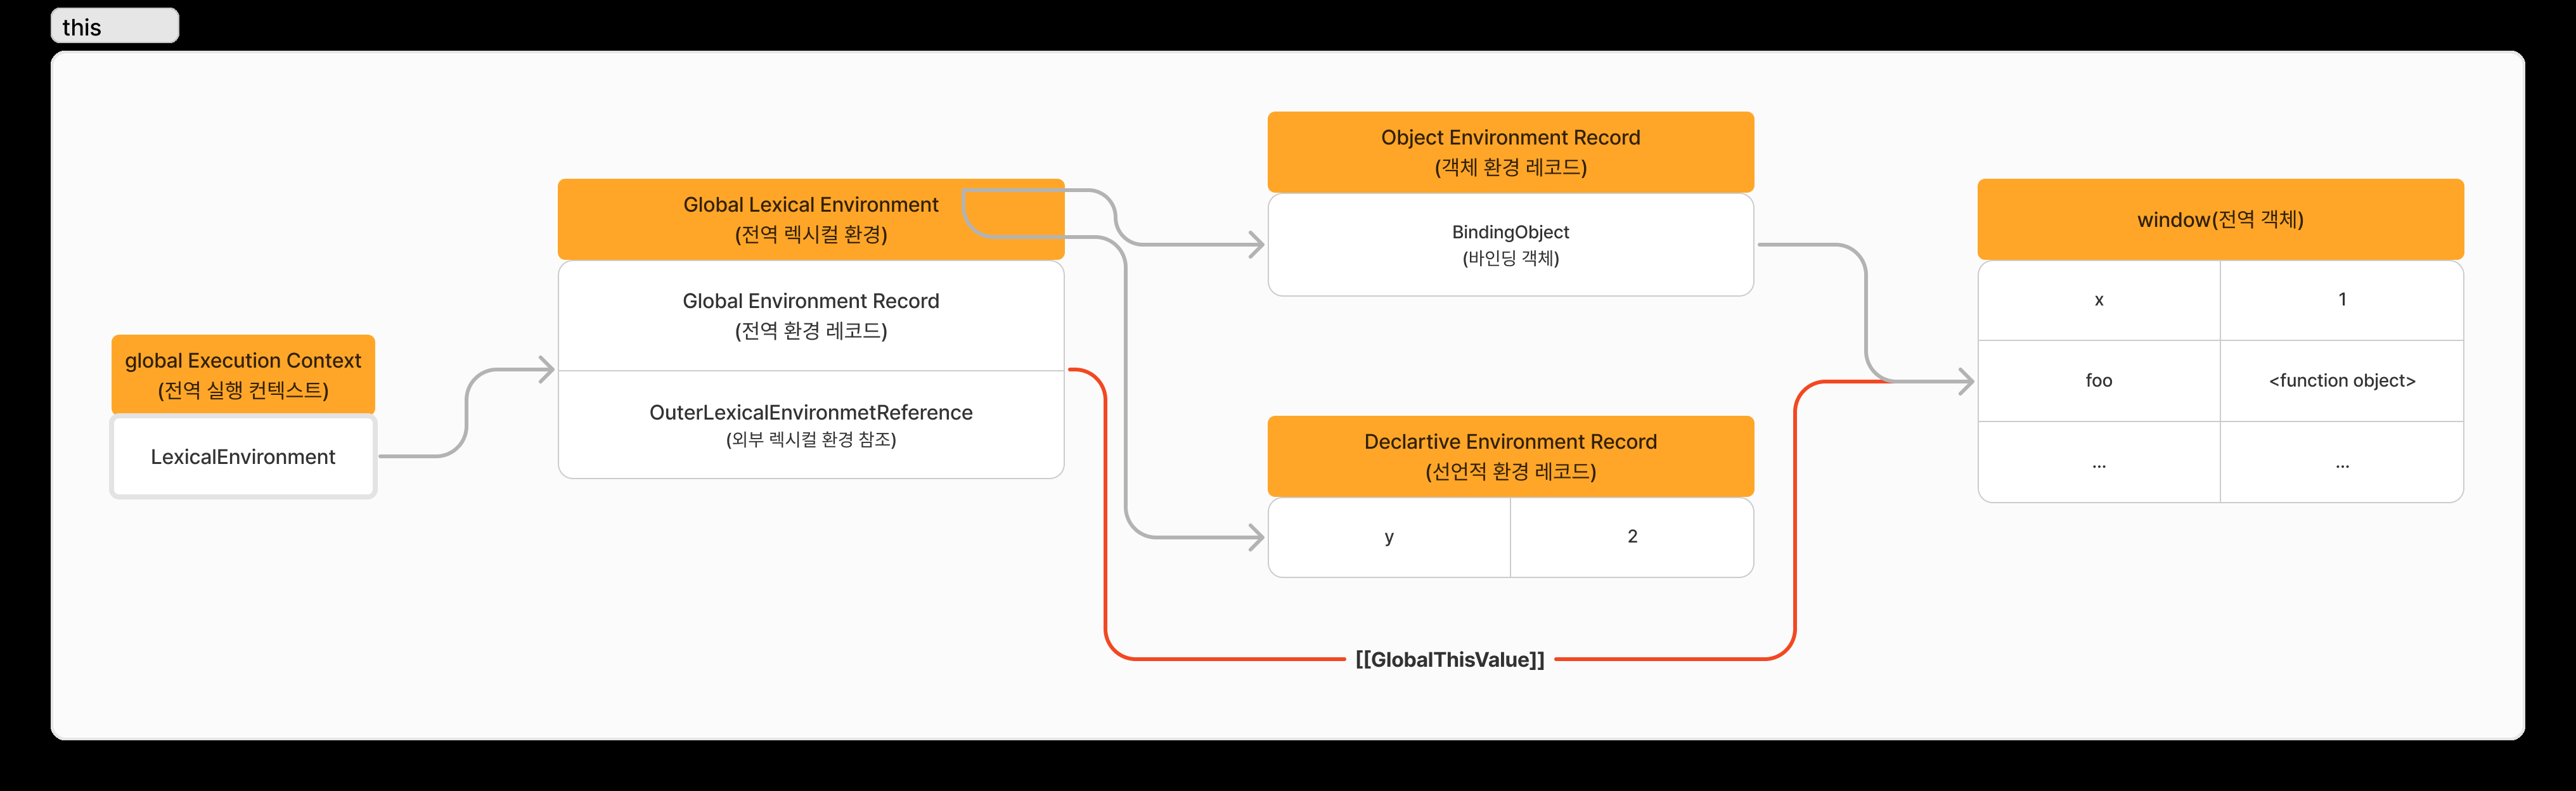 this
global Execution Context
(전역 실행 컨텍스트)
LexicalEnvironment
Global Lexical Environment
(전역 렉시컬 환경)
Global Environment Record
(전역 환경 레코드)
OuterLexicalEnvironmetReference
(외부 렉시컬 환경 참조)
Object Environment Record
(객체 환경 레코드)
BindingObject
(바인딩 객체)
Declartive Environment Record
(선언적 환경 레코드)
y 2
[[GlobalThisValue]]
window(전역 객체)
x 1
foo <function object>
... ...